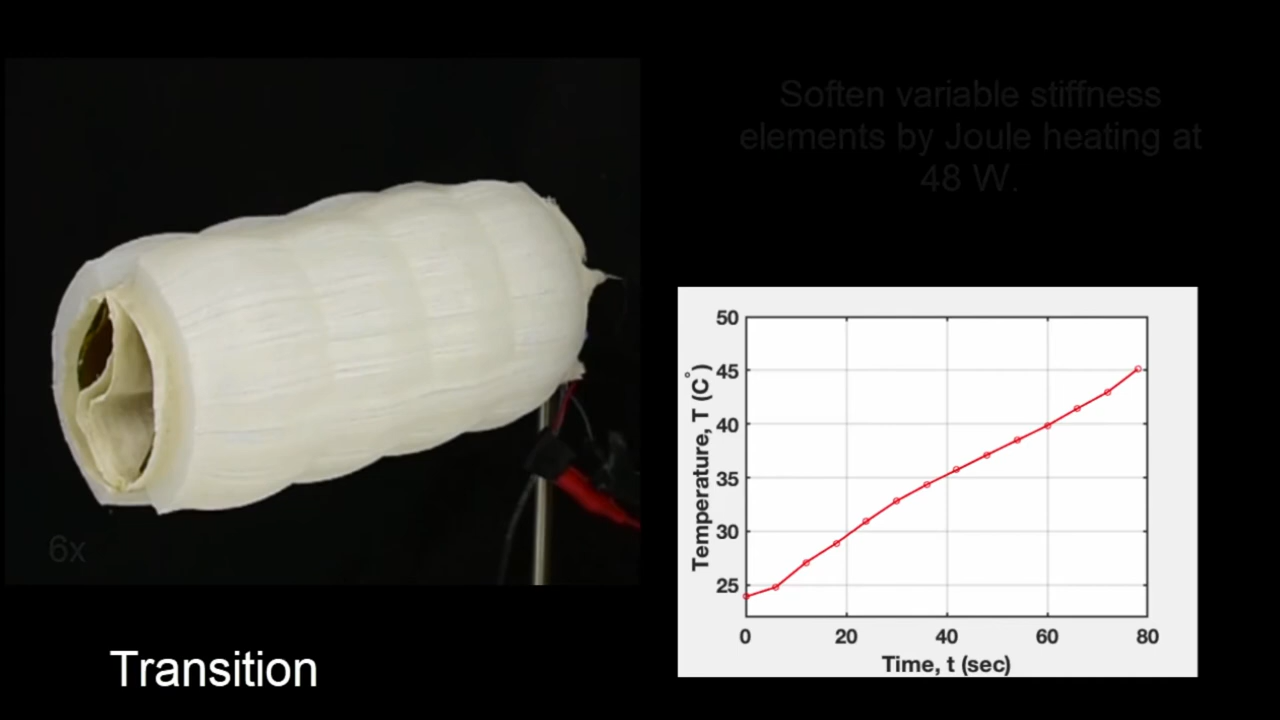 Soften variable stiffness
elements by Joule heating at
48 W.
6x
Transition
50
45
40
35
30
25
Temperature, T (C°)
0 20 40 60 80
Time, t (sec)